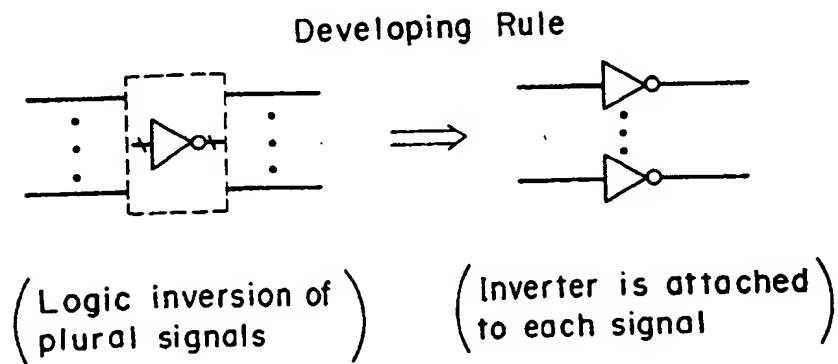 Developing Rule
(Logic inversion of
plural signals)
(Inverter is attached
to each signal)